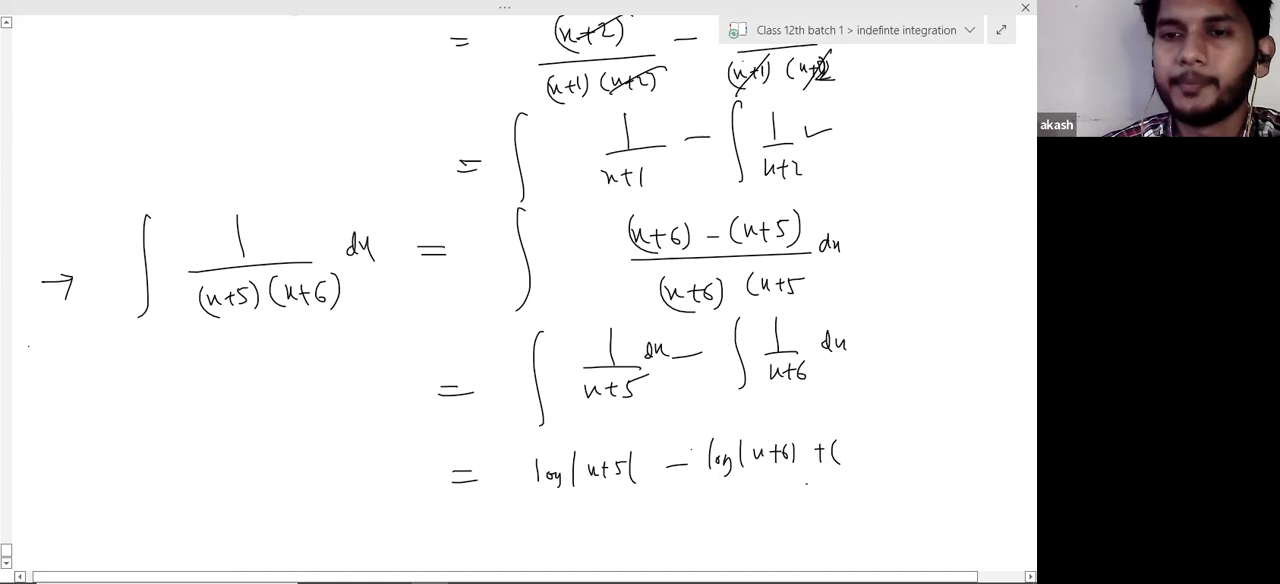 Class 12th batch 1 > indefinte integration
= (x+2) / (x+1) (x+2) − (x+1) (x+2)
akash
= ∫ 1/(x+1) − ∫ 1/(x+2) ✓
→ ∫ 1/((x+5)(x+6)) dx = ∫ ((x+6) − (x+5))/((x+6) (x+5) dx
= ∫ 1/(x+5) dx − ∫ 1/(x+6) dx
= log|x+5| − log|x+6| + C